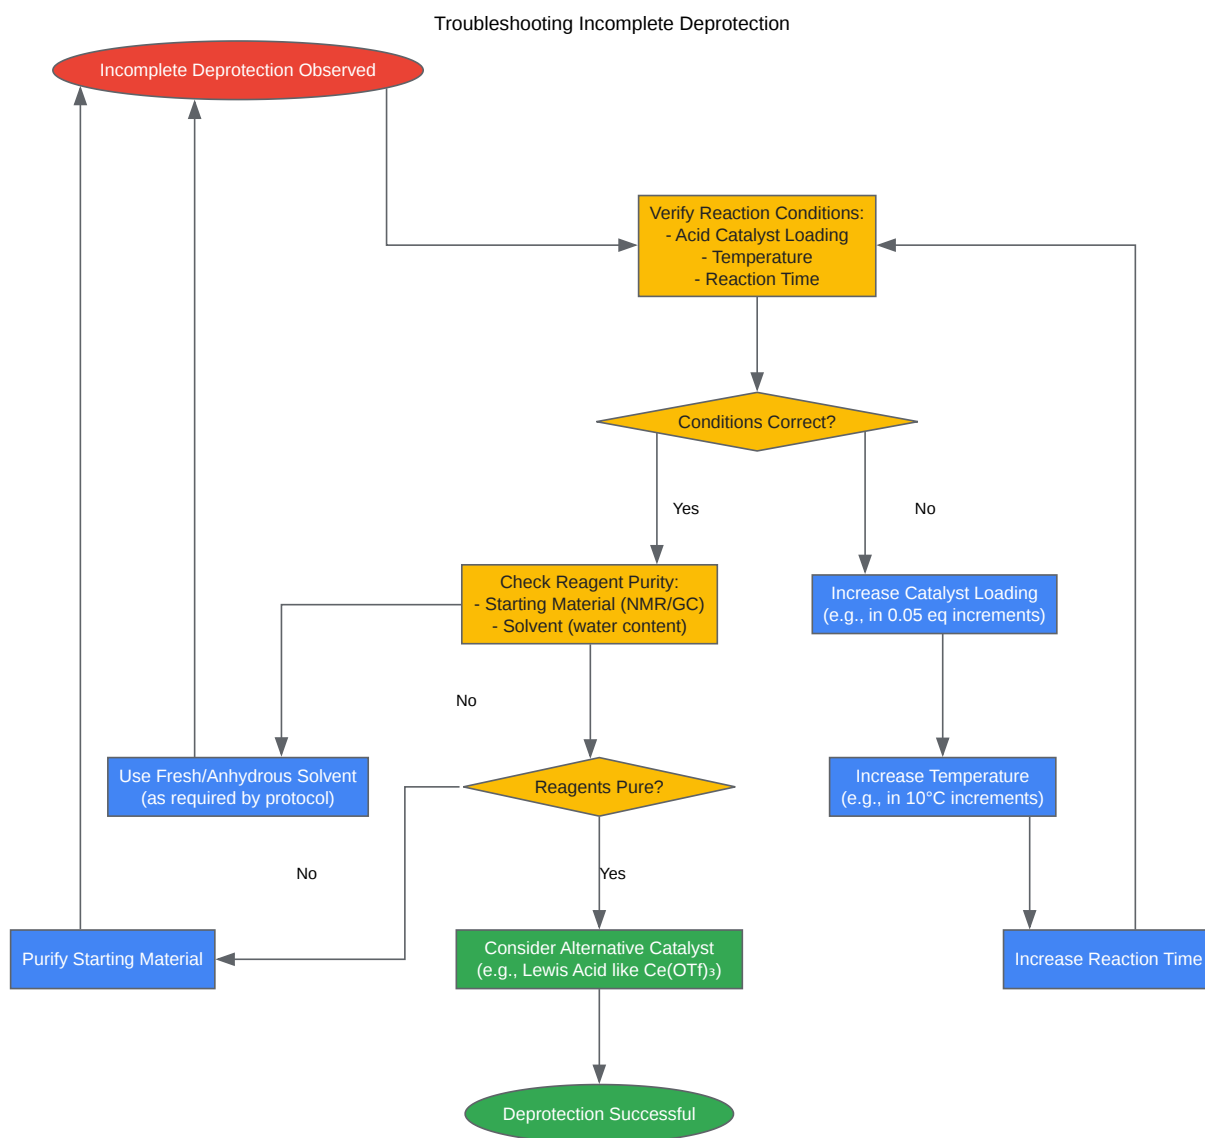 Troubleshooting Incomplete Deprotection
Incomplete Deprotection Observed
Verify Reaction Conditions:
- Acid Catalyst Loading
- Temperature
- Reaction Time
Conditions Correct?
Yes
No
Check Reagent Purity:
- Starting Material (NMR/GC)
- Solvent (water content)
Increase Catalyst Loading
(e.g., in 0.05 eq increments)
No
Use Fresh/Anhydrous Solvent
(as required by protocol)
Reagents Pure?
Increase Temperature
(e.g., in 10°C increments)
No
Yes
Purify Starting Material
Consider Alternative Catalyst
(e.g., Lewis Acid like Ce(OTf)₃)
Increase Reaction Time
Deprotection Successful